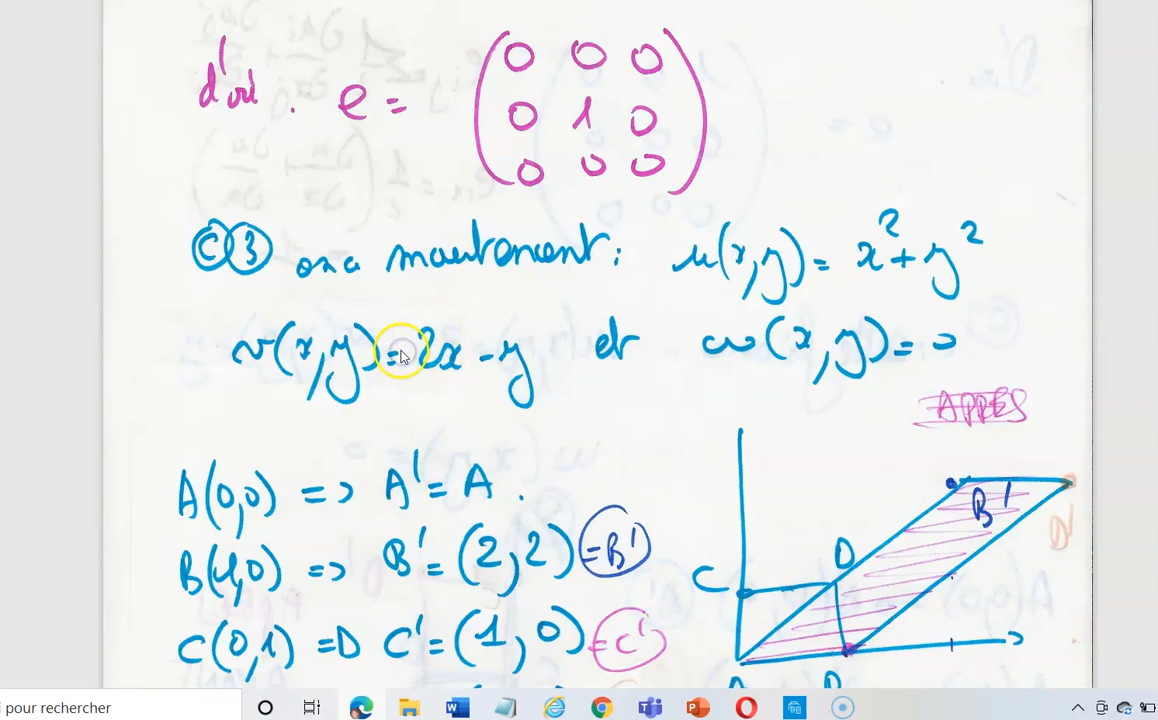 d'où. e = (0 0 0
0 1 0
0 0 0)
C 3 on a maintenant: u(x,y) = x² + y²
v(x,y) = 2x - y et w(x,y) = 0
APRES
A(0,0) => A' = A.
B(1,0) => B' = (2,2) = B'
C(0,1) => C' = (1,0) = C'
B'
D'
D
C
A
pour rechercher